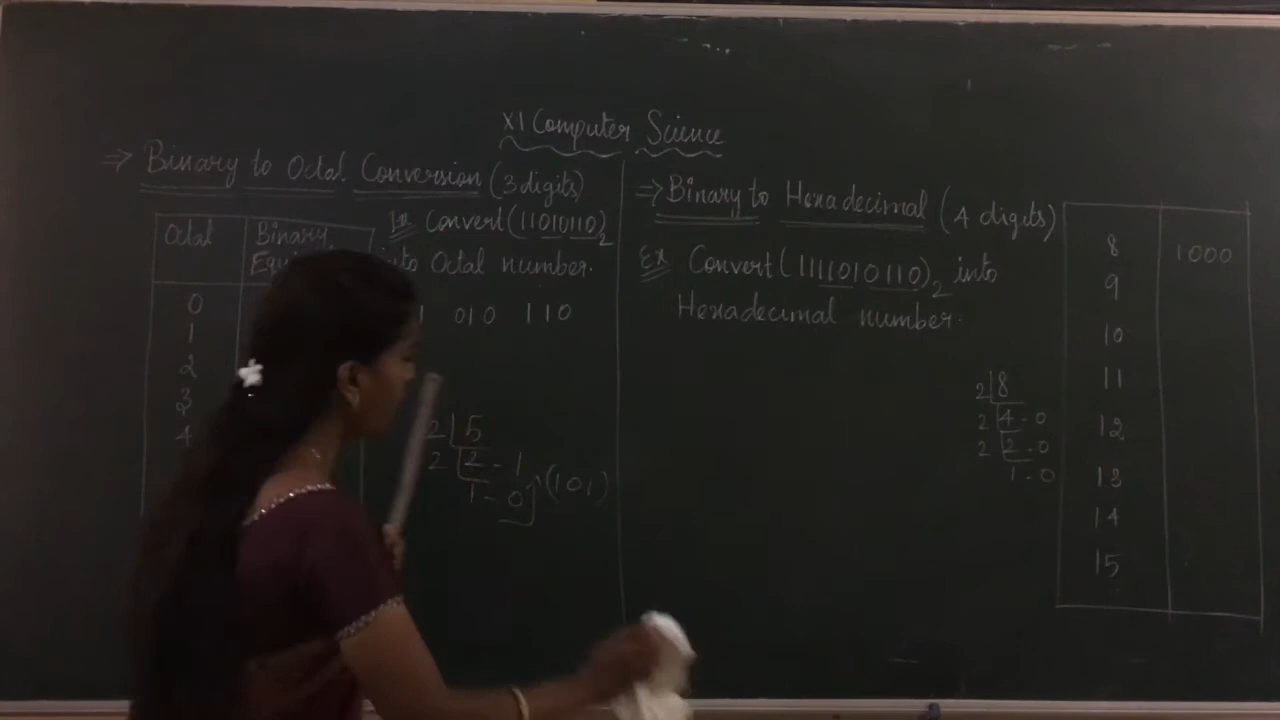 XI Computer Science
⇒ Binary to Octal Conversion (3 digits)
Octal Binary
0
1
2
3
4
Ex Convert (11010110)2
into Octal number.
1 010 110
2 5
2 2 - 1
1 - 0 (101)
⇒ Binary to Hexadecimal (4 digits)
Ex Convert (1111010110)2 into
Hexadecimal number.
2 8
2 4 - 0
2 2 - 0
1 - 0
8 1000
9
10
11
12
13
14
15